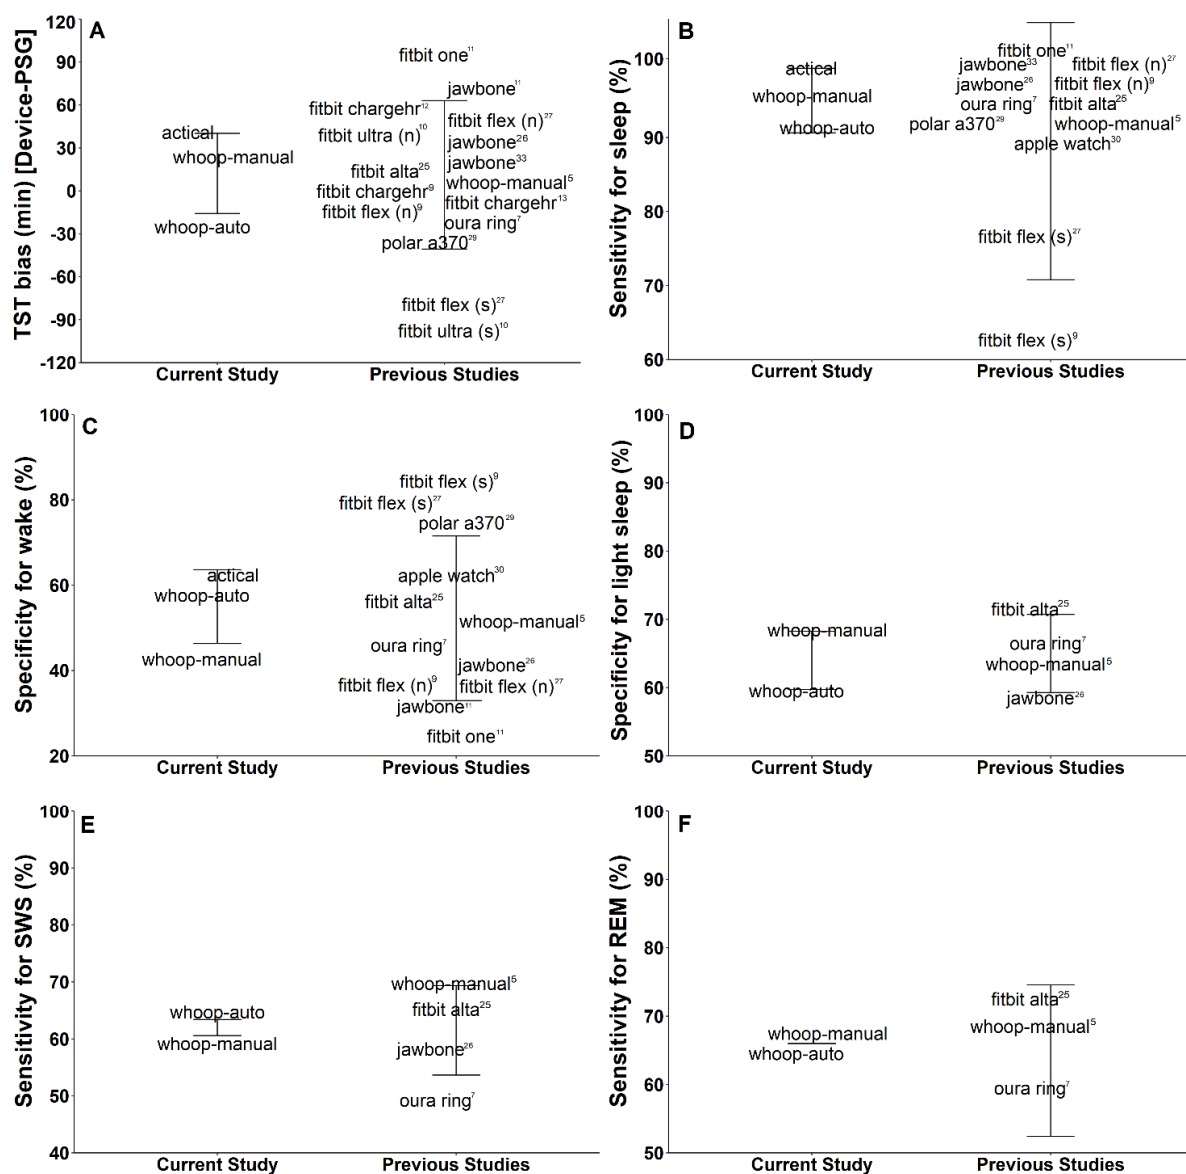 A
TST bias (min) [Device-PSG]
120
90
60
30
0
-30
-60
-90
-120
fitbit one¹¹
jawbone¹¹
fitbit chargehr¹²
fitbit flex (n)²⁷
actical
fitbit ultra (n)¹⁰
jawbone²⁶
whoop-manual
jawbone³³
fitbit alta²⁵
whoop-manual⁵
fitbit chargehr⁹
fitbit chargehr¹³
fitbit flex (n)⁹
oura ring⁷
whoop-auto
polar a370²⁹
fitbit flex (s)²⁷
fitbit ultra (s)¹⁰
Current Study
Previous Studies
B
Sensitivity for sleep (%)
100
90
80
70
60
fitbit one¹¹
actical
jawbone³³
fitbit flex (n)²⁷
jawbone²⁶
fitbit flex (n)⁹
whoop-manual
oura ring⁷
fitbit alta²⁵
whoop-auto
polar a370²⁹
whoop-manual⁵
apple watch³⁰
fitbit flex (s)²⁷
fitbit flex (s)⁹
Current Study
Previous Studies
C
Specificity for wake (%)
100
80
60
40
20
fitbit flex (s)⁹
fitbit flex (s)²⁷
polar a370²⁹
actical
apple watch³⁰
whoop-auto
fitbit alta²⁵
whoop-manual⁵
oura ring⁷
whoop-manual
jawbone²⁶
fitbit flex (n)⁹
fitbit flex (n)²⁷
jawbone¹¹
fitbit one¹¹
Current Study
Previous Studies
D
Specificity for light sleep (%)
100
90
80
70
60
50
fitbit alta²⁵
whoop-manual
oura ring⁷
whoop-manual⁵
whoop-auto
jawbone²⁶
Current Study
Previous Studies
E
Sensitivity for SWS (%)
100
90
80
70
60
50
40
whoop-manual⁵
whoop-auto
fitbit alta²⁵
whoop-manual
jawbone²⁶
oura ring⁷
Current Study
Previous Studies
F
Sensitivity for REM (%)
100
90
80
70
60
50
fitbit alta²⁵
whoop-manual
whoop-manual⁵
whoop-auto
oura ring⁷
Current Study
Previous Studies